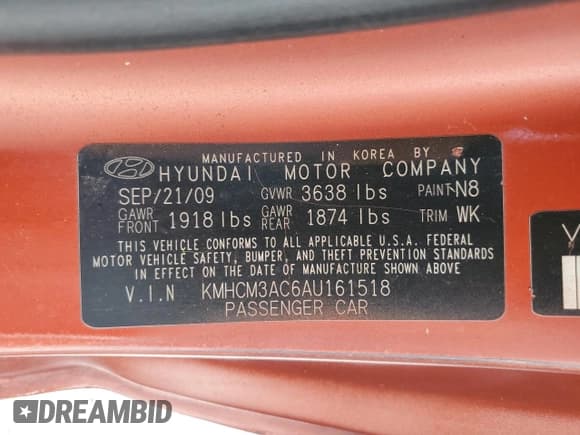 MANUFACTURED IN KOREA BY
HYUNDAI MOTOR COMPANY
SEP/21/09 GVWR 3638 lbs PAINT N8
GAWR FRONT 1918 lbs GAWR REAR 1874 lbs TRIM WK
THIS VEHICLE CONFORMS TO ALL APPLICABLE U.S.A. FEDERAL
MOTOR VEHICLE SAFETY, BUMPER, AND THEFT PREVENTION STANDARDS
IN EFFECT ON THE DATE OF MANUFACTURE SHOWN ABOVE.
V.I.N KMHCM3AC6AU161518
PASSENGER CAR
V
DREAMBID